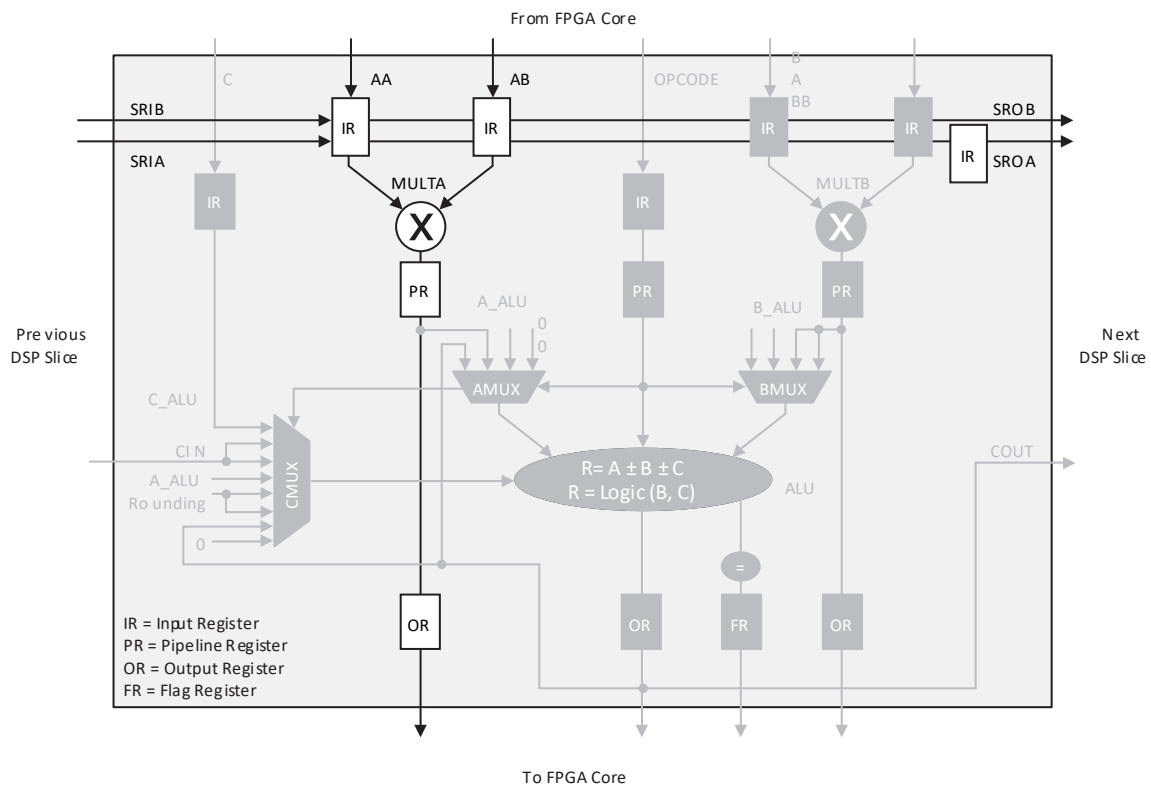 From FPGA Core
C
AA
AB
OPCODE
B
A
BB
SRIB
SROB
IR
IR
IR
IR
IR
SRIA
SROA
MULTA
MULTB
IR
IR
X
X
PR
PR
PR
A_ALU
B_ALU
0
0
Previous
DSP Slice
Next
DSP Slice
AMUX
BMUX
C_ALU
CIN
COUT
A_ALU
Rounding
0
CMUX
R= A ± B ± C
R = Logic (B, C)
ALU
=
IR = Input Register
PR = Pipeline Register
OR = Output Register
FR = Flag Register
OR
OR
FR
OR
To FPGA Core